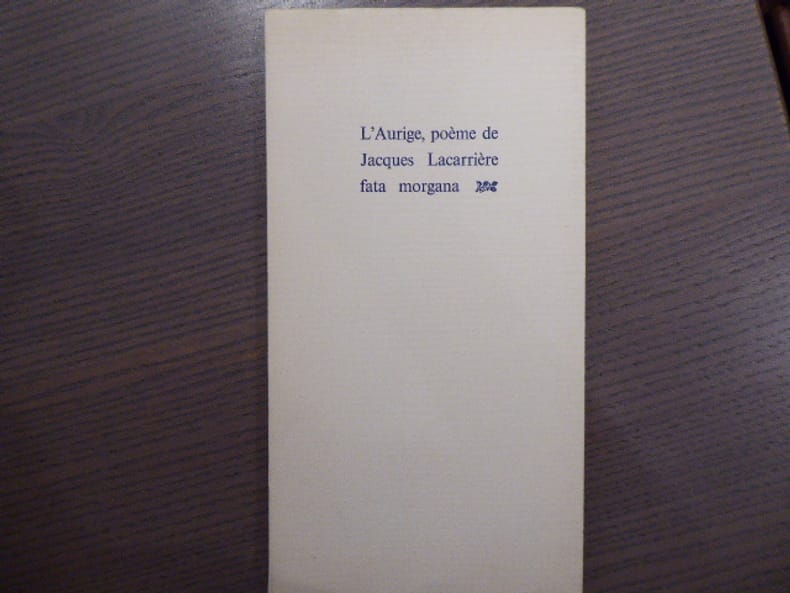 L'Aurige, poème de
Jacques Lacarrière
fata morgana